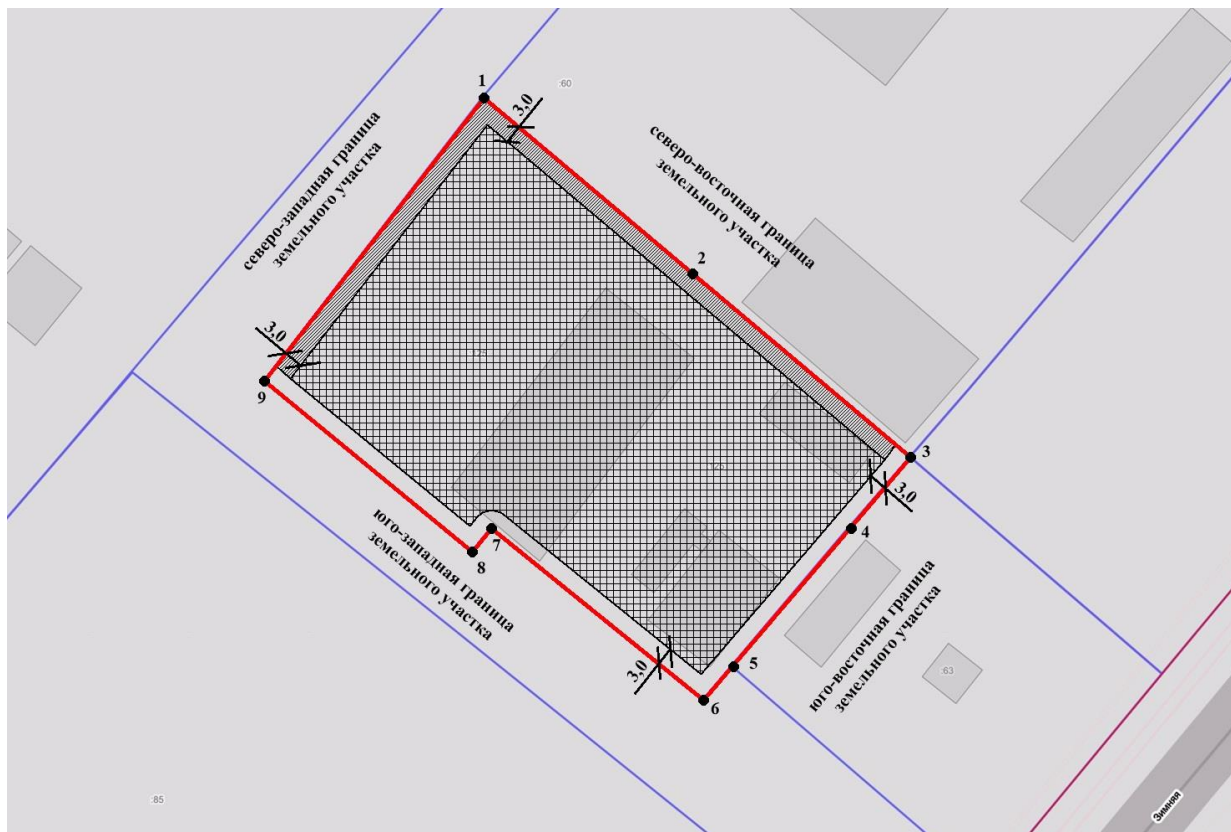 1
3,0
:60
северо-западная граница
земельного участка
северо-восточная граница
земельного участка
2
3,0
125
9
3
3,0
125
4
7
8
юго-западная граница
земельного участка
юго-восточная граница
земельного участка
3,0
5
6
:63
:85
Зимняя